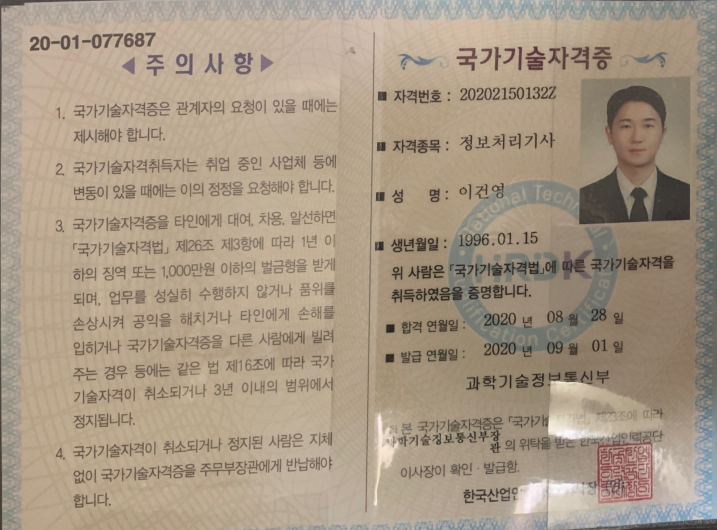 20-01-077687
◀주의사항▶
1. 국가기술자격증은 관계자의 요청이 있을 때에는
제시해야 합니다.
2. 국가기술자격취득자는 취업 중인 사업체 등에
변동이 있을 때에는 이의 정정을 요청해야 합니다.
3. 국가기술자격증을 타인에게 대여, 차용, 알선하면
「국가기술자격법」 제26조 제3항에 따라 1년 이
하의 징역 또는 1,000만원 이하의 벌금형을 받게
되며, 업무를 성실히 수행하지 않거나 품위를
손상시켜 공익을 해치거나 타인에게 손해를
입히거나 국가기술자격증을 다른 사람에게 빌려
주는 경우 등에는 같은 법 제16조에 따라 국가
기술자격이 취소되거나 3년 이내의 범위에서
정지됩니다.
4. 국가기술자격이 취소되거나 정지된 사람은 지체
없이 국가기술자격증을 주무부장관에게 반납해야
합니다.
국가기술자격증
■ 자격번호 : 20202150132Z
■ 자격종목 : 정보처리기사
■ 성 명 : 이건영
■ 생년월일 : 1996.01.15
위 사람은 「국가기술자격법」에 따른 국가기술자격을
취득하였음을 증명합니다.
■ 합격 연월일 : 2020 년 08 월 28 일
■ 발급 연월일 : 2020 년 09 월 01 일
과학기술정보통신부
본 국가기술자격증은 「국가기 제23조에 따라
과학기술정보통신부장관 의 위탁을 받은 한국산업인력공단
이사장이 확인·발급함.
한국산업인
HRDK